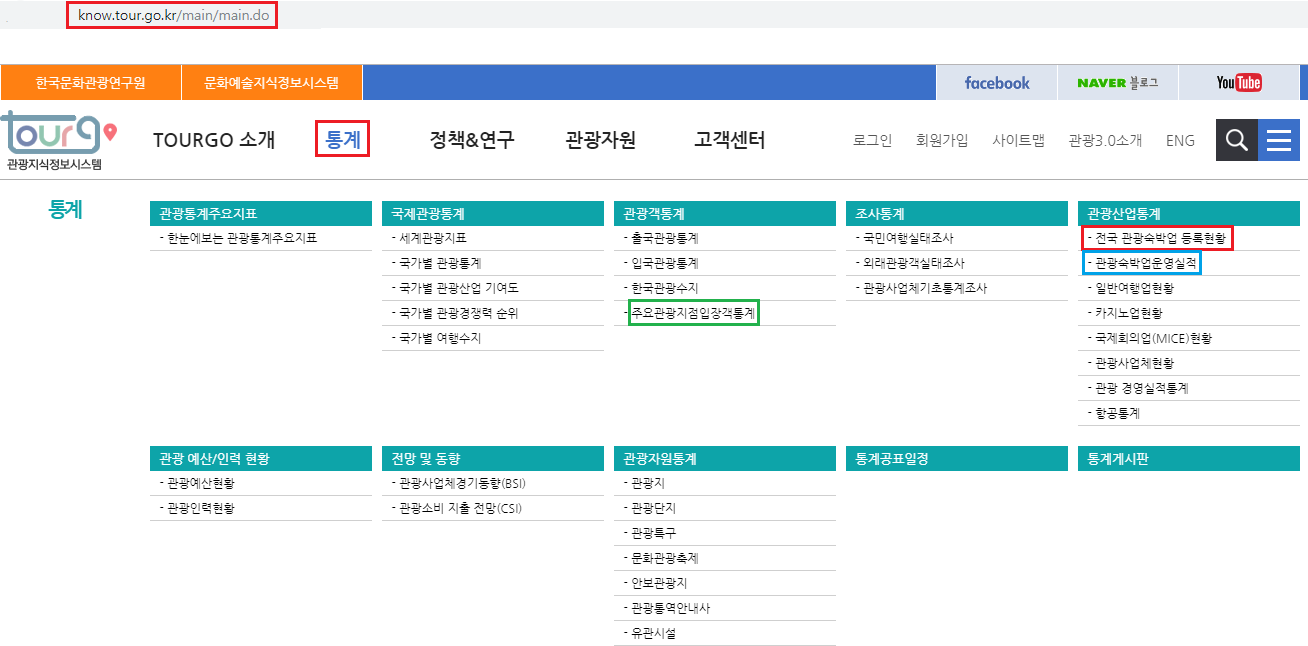 know.tour.go.kr/main/main.do
한국문화관광연구원 문화예술지식정보시스템 facebook NAVER 블로그 YouTube
tourgo
관광지식정보시스템
TOURGO 소개 통계 정책&연구 관광자원 고객센터 로그인 회원가입 사이트맵 관광3.0소개 ENG
통계
관광통계주요지표
- 한눈에보는 관광통계주요지표
국제관광통계
- 세계관광지표
- 국가별 관광통계
- 국가별 관광산업 기여도
- 국가별 관광경쟁력 순위
- 국가별 여행수지
관광객통계
- 출국관광통계
- 입국관광통계
- 한국관광수지
- 주요관광지점입장객통계
조사통계
- 국민여행실태조사
- 외래관광객실태조사
- 관광사업체기초통계조사
관광산업통계
- 전국 관광숙박업 등록현황
- 관광숙박업운영실적
- 일반여행업현황
- 카지노업현황
- 국제회의업(MICE)현황
- 관광사업체현황
- 관광 경영실적통계
- 항공통계
관광 예산/인력 현황
- 관광예산현황
- 관광인력현황
전망 및 동향
- 관광사업체경기동향(BSI)
- 관광소비 지출 전망(CSI)
관광자원통계
- 관광지
- 관광단지
- 관광특구
- 문화관광축제
- 안보관광지
- 관광통역안내사
- 유관시설
통계공표일정
통계게시판